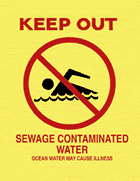 KEEP OUT
SEWAGE CONTAMINATED
WATER
OCEAN WATER MAY CAUSE ILLNESS